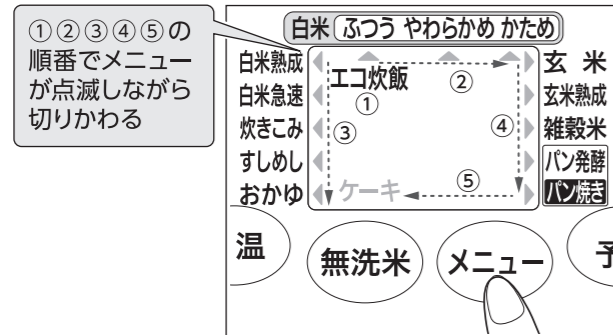 ①②③④⑤の
順番でメニュー
が点滅しながら
切りかわる
白米 ふつう やわらかめ かため
白米熟成
白米急速
炊きこみ
すしめし
おかゆ
エコ炊飯
①
②
③
④
⑤
ケーキ
玄米
玄米熟成
雑穀米
パン発酵
パン焼き
温
無洗米
メニュー
予